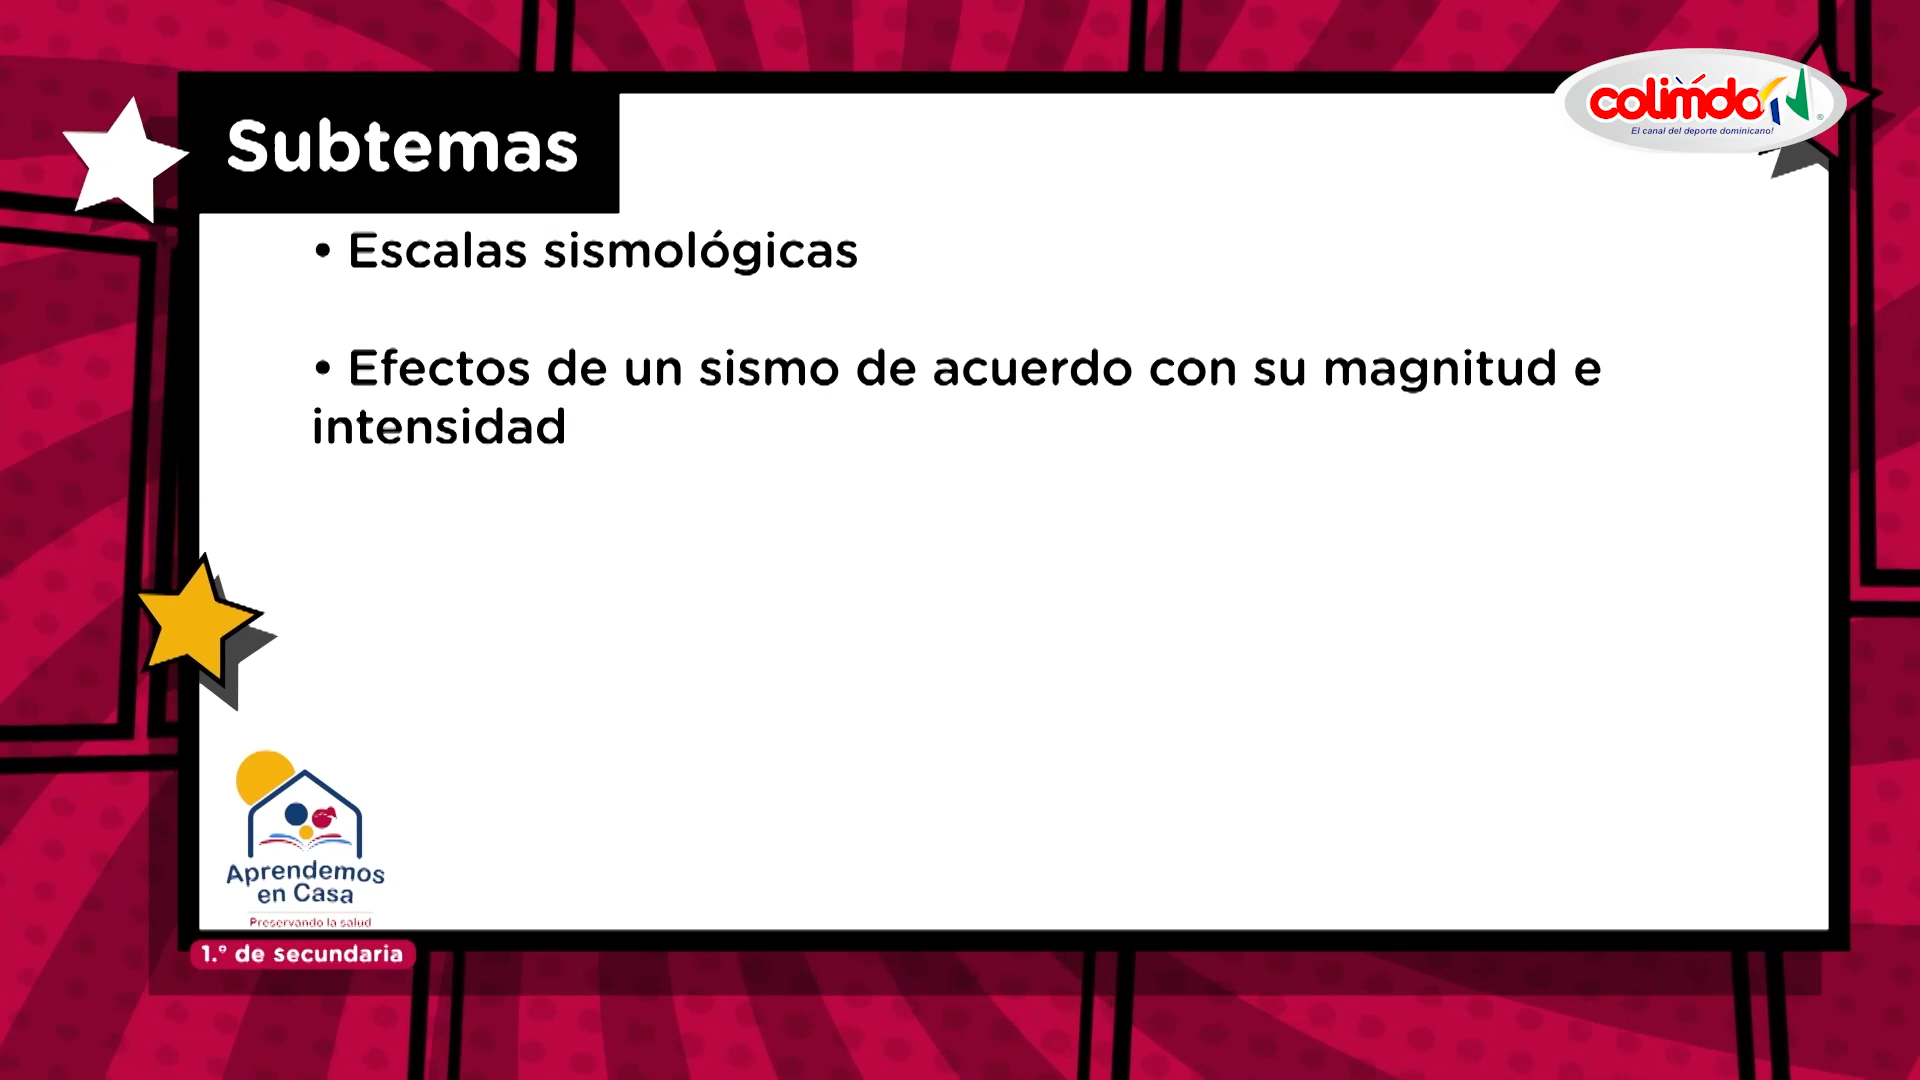 colimdo
El canal del deporte dominicano!
Subtemas
• Escalas sismológicas
• Efectos de un sismo de acuerdo con su magnitud e
intensidad
Aprendemos
en Casa
Preservando la salud
1.° de secundaria